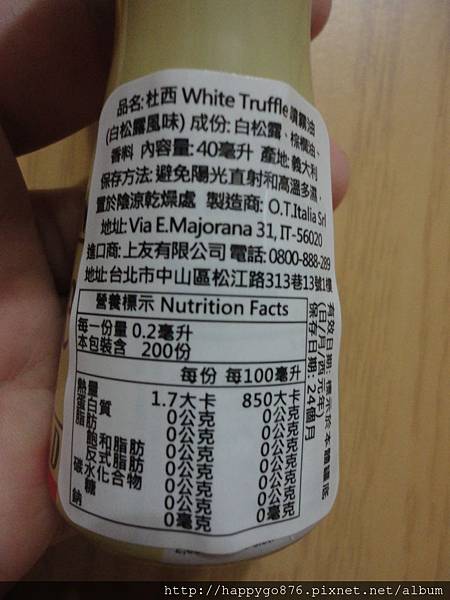 品名: 杜西 White Truffle 噴霧油
(白松露風味) 成份: 白松露、棕櫚油、
香料 內容量: 40毫升 產地: 義大利
保存方法: 避免陽光直射和高溫多濕,
置於陰涼乾燥處 製造商: O.T.Italia Srl
地址: Via E.Majorana 31, IT-56020
進口商: 上友有限公司 電話: 0800-888-289
地址: 台北市中山區松江路313巷13號1樓
營養標示 Nutrition Facts
每一份量 0.2毫升
本包裝含 200份
每份 每100毫升
熱量 1.7大卡 850大卡
蛋白質 0公克 0公克
脂肪 0公克 0公克
飽和脂肪 0公克 0公克
反式脂肪 0公克 0公克
碳水化合物 0公克 0公克
糖 0公克 0公克
鈉 0毫克 0毫克
有效日期: 標示於本體罐底
(日/月/西元年)
保存日期: 24個月
http://happygo876.pixnet.net/album